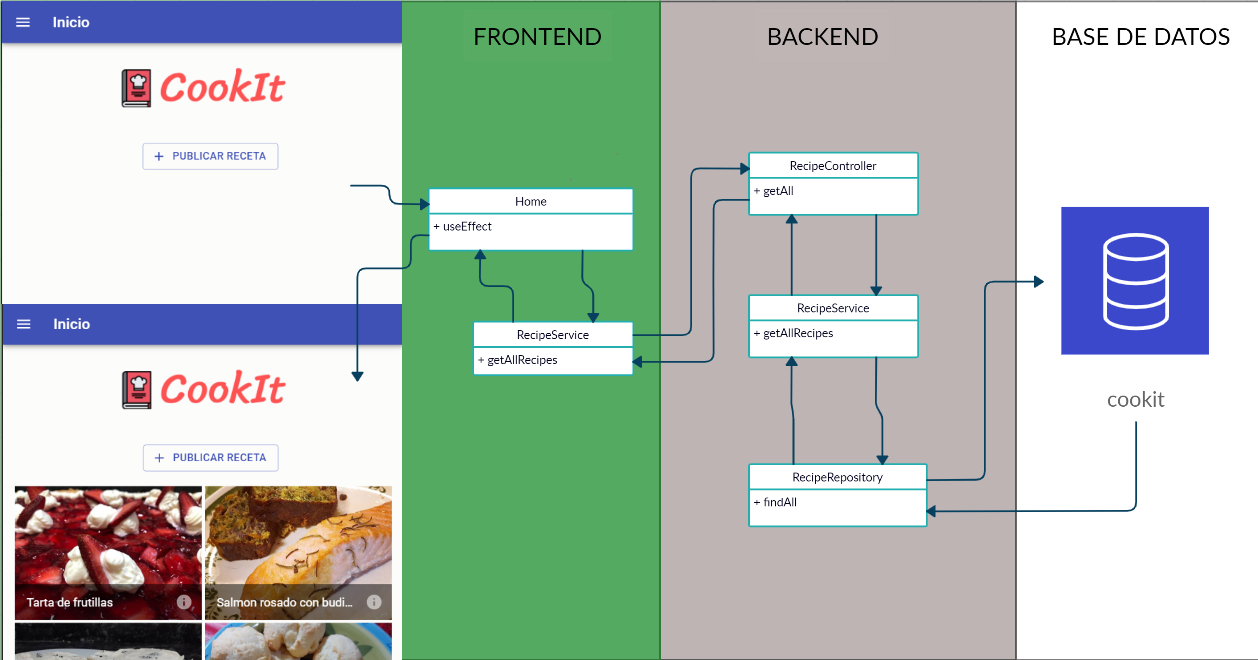 Inicio
CookIt
+ PUBLICAR RECETA
Inicio
CookIt
+ PUBLICAR RECETA
Tarta de frutillas
Salmon rosado con budi...
FRONTEND
Home
+ useEffect
RecipeService
+ getAllRecipes
BACKEND
RecipeController
+ getAll
RecipeService
+ getAllRecipes
RecipeRepository
+ findAll
BASE DE DATOS
cookit